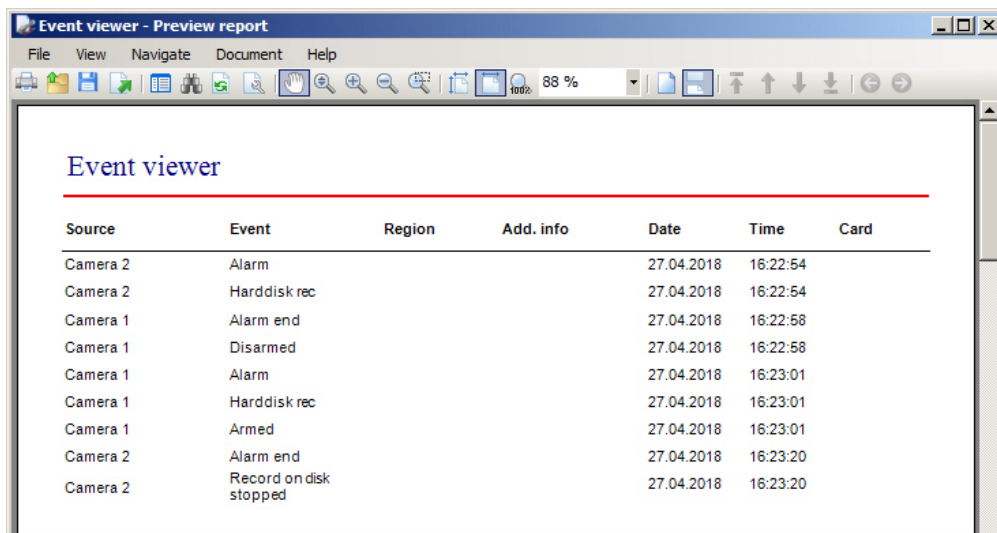 Event viewer - Preview report
File View Navigate Document Help
100% 88 %
Event viewer
Source Event Region Add. info Date Time Card
Camera 2 Alarm 27.04.2018 16:22:54
Camera 2 Harddisk rec 27.04.2018 16:22:54
Camera 1 Alarm end 27.04.2018 16:22:58
Camera 1 Disarmed 27.04.2018 16:22:58
Camera 1 Alarm 27.04.2018 16:23:01
Camera 1 Harddisk rec 27.04.2018 16:23:01
Camera 1 Armed 27.04.2018 16:23:01
Camera 2 Alarm end 27.04.2018 16:23:20
Camera 2 Record on disk 27.04.2018 16:23:20
stopped